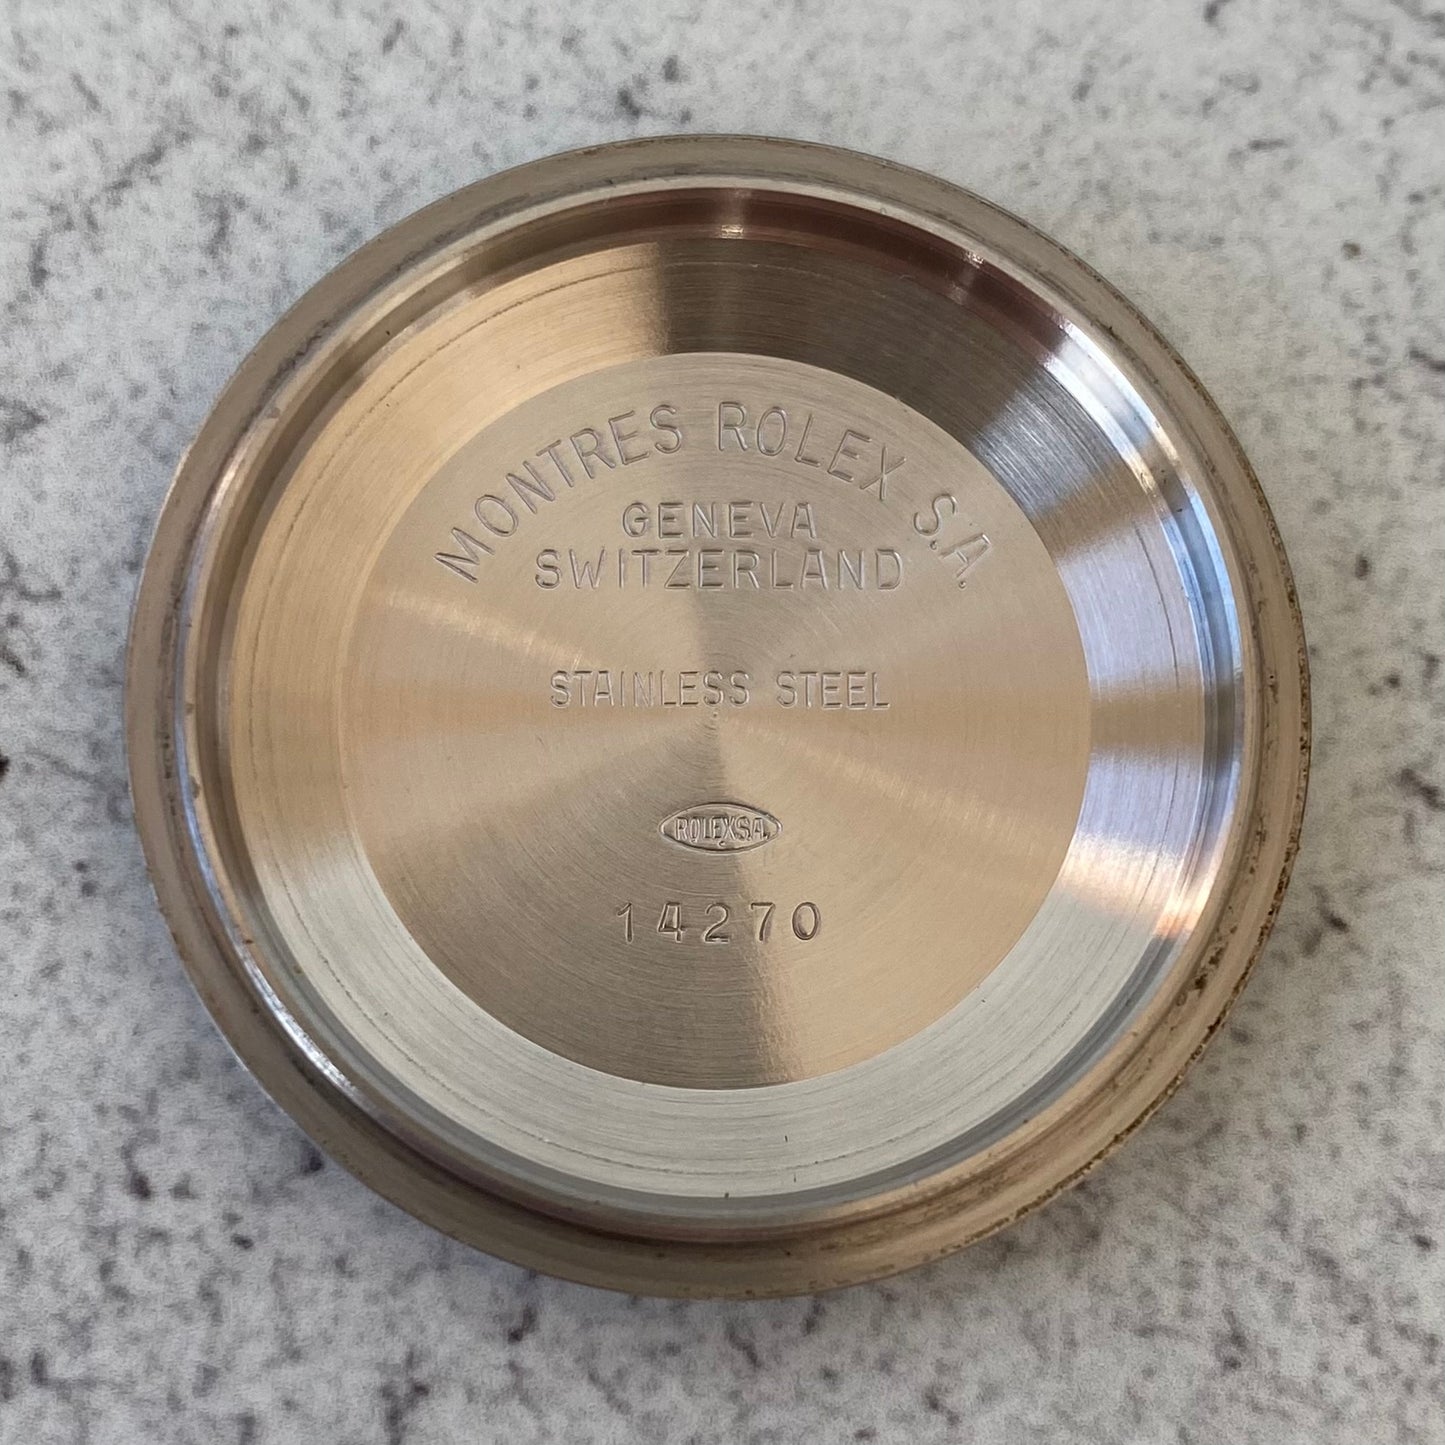 MONTRES ROLEX S.A.
GENEVA
SWITZERLAND
STAINLESS STEEL
ROLEX S.A.
14270